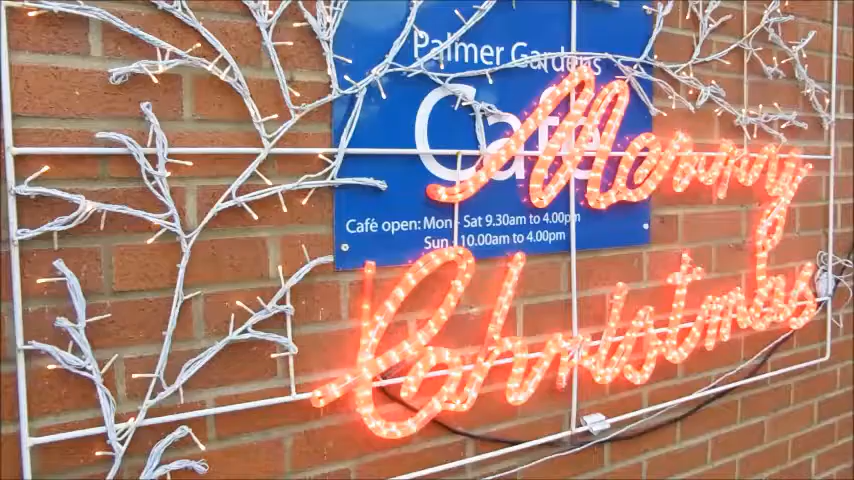 Palmer Gardens
Café
Merry
Christmas
Café open: Mon - Sat 9.30am to 4.00pm
Sun 10.00am to 4.00pm